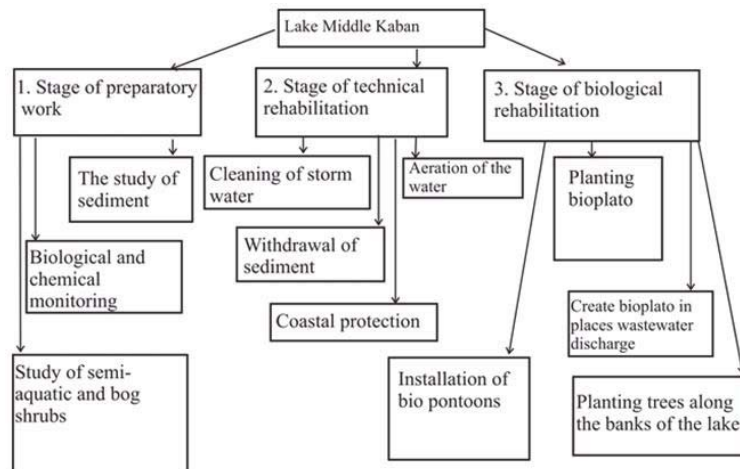 Lake Middle Kaban
1. Stage of preparatory
work
2. Stage of technical
rehabilitation
3. Stage of biological
rehabilitation
The study of
sediment
Cleaning of storm
water
Aeration of the
water
Planting
bioplato
Biological and
chemical
monitoring
Withdrawal of
sediment
Coastal protection
Create bioplato in
places wastewater
discharge
Study of semi-
aquatic and bog
shrubs
Installation of
bio pontoons
Planting trees along
the banks of the lake